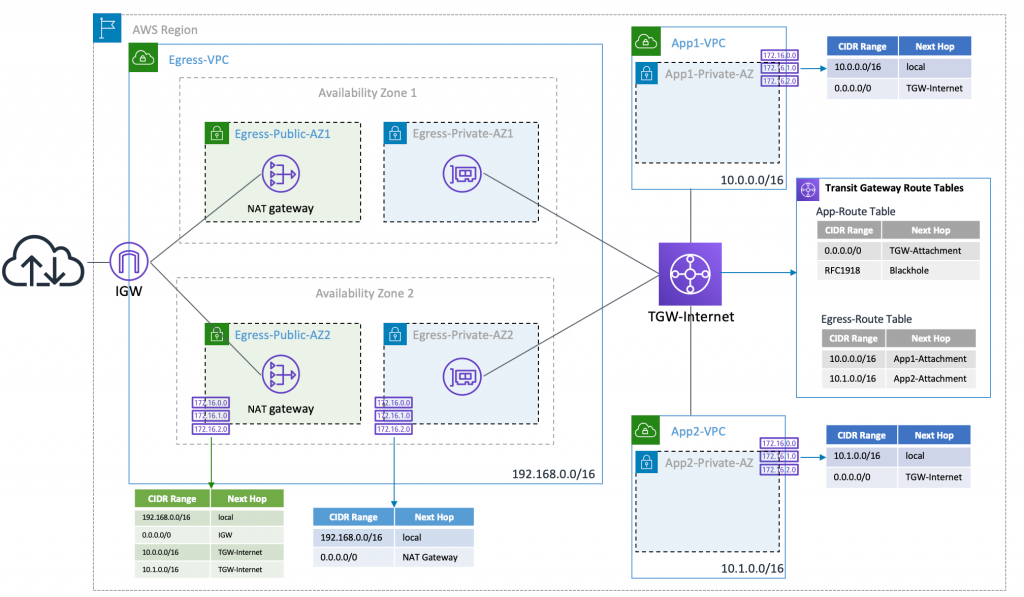 AWS Region
Egress-VPC
Availability Zone 1
Egress-Public-AZ1
NAT gateway
Egress-Private-AZ1
IGW
Availability Zone 2
Egress-Public-AZ2
NAT gateway
172.16.0.0
172.16.1.0
172.16.2.0
Egress-Private-AZ2
172.16.0.0
172.16.1.0
172.16.2.0
192.168.0.0/16
CIDR Range Next Hop
192.168.0.0/16 local
0.0.0.0/0 IGW
10.0.0.0/16 TGW-Internet
10.1.0.0/16 TGW-Internet
CIDR Range Next Hop
192.168.0.0/16 local
0.0.0.0/0 NAT Gateway
App1-VPC
App1-Private-AZ
172.16.0.0
172.16.1.0
172.16.2.0
10.0.0.0/16
CIDR Range Next Hop
10.0.0.0/16 local
0.0.0.0/0 TGW-Internet
TGW-Internet
Transit Gateway Route Tables
App-Route Table
CIDR Range Next Hop
0.0.0.0/0 TGW-Attachment
RFC1918 Blackhole
Egress-Route Table
CIDR Range Next Hop
10.0.0.0/16 App1-Attachment
10.1.0.0/16 App2-Attachment
App2-VPC
App2-Private-AZ
172.16.0.0
172.16.1.0
172.16.2.0
10.1.0.0/16
CIDR Range Next Hop
10.1.0.0/16 local
0.0.0.0/0 TGW-Internet